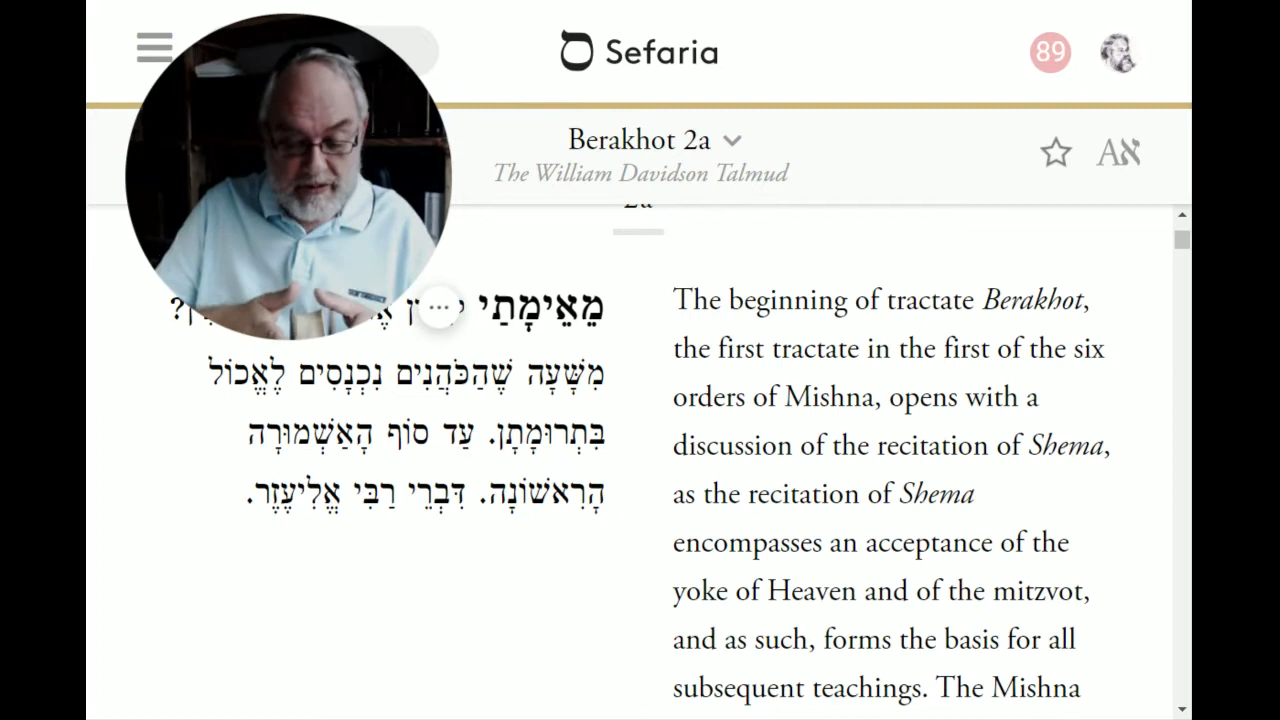 Sefaria
89
Berakhot 2a
The William Davidson Talmud
Aא
2a
מֵאֵימָתַי
מִשָּׁעָה שֶׁהַכֹּהֲנִים נִכְנָסִים לֶאֱכוֹל
בִּתְרוּמָתָן. עַד סוֹף הָאַשְׁמוּרָה
הָרִאשׁוֹנָה. דִּבְרֵי רַבִּי אֱלִיעֶזֶר.
The beginning of tractate Berakhot,
the first tractate in the first of the six
orders of Mishna, opens with a
discussion of the recitation of Shema,
as the recitation of Shema
encompasses an acceptance of the
yoke of Heaven and of the mitzvot,
and as such, forms the basis for all
subsequent teachings. The Mishna